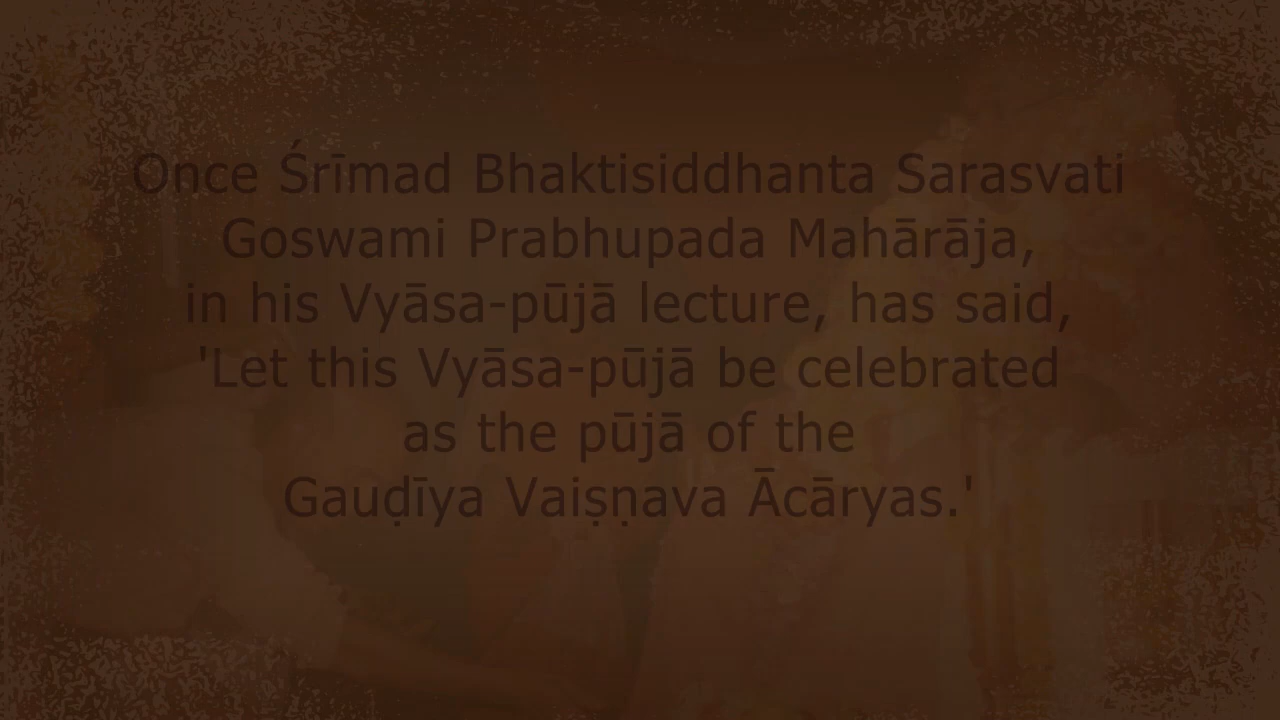 Once Śrīmad Bhaktisiddhanta Sarasvati
Goswami Prabhupada Mahārāja,
in his Vyāsa-pūjā lecture, has said,
'Let this Vyāsa-pūjā be celebrated
as the pūjā of the
Gauḍīya Vaiṣṇava Ācāryas.'